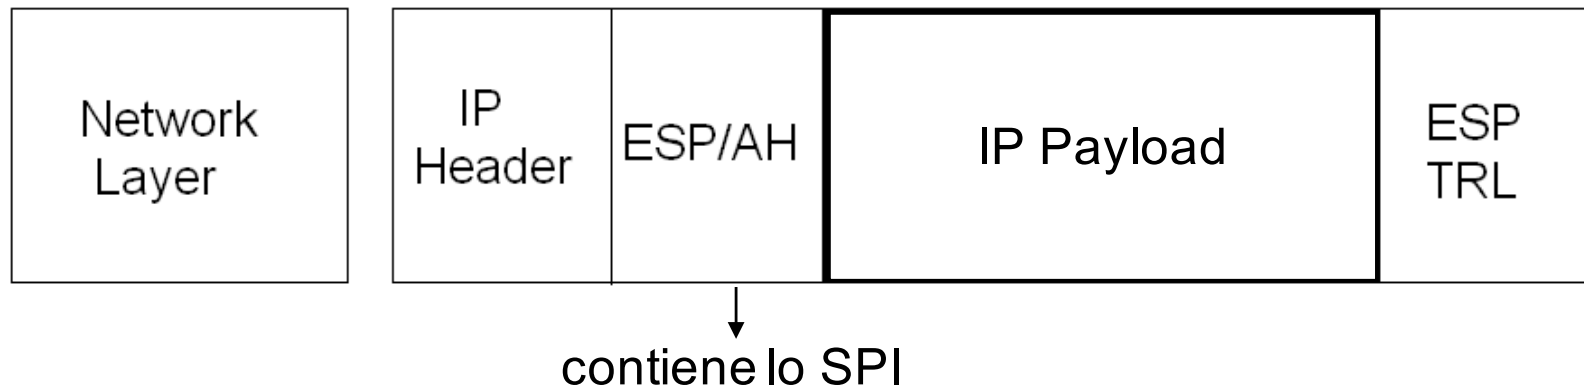 Network
Layer
IP
Header
ESP/AH
IP Payload
ESP
TRL
contiene lo SPI